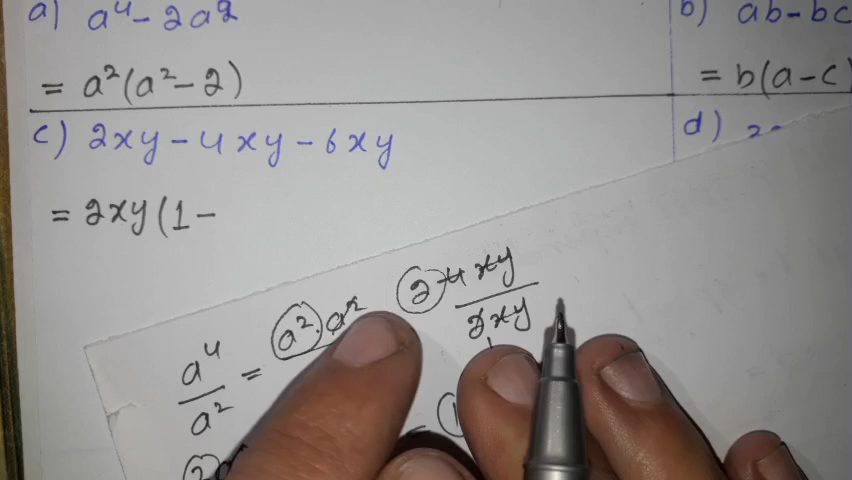 a) a⁴-2a²
b) ab-bc
= a²(a²-2)
= b(a-c)
c) 2xy-4xy-6xy
d)
= 2xy(1-
a⁴/a² = a².a²
2 4xy/2xy